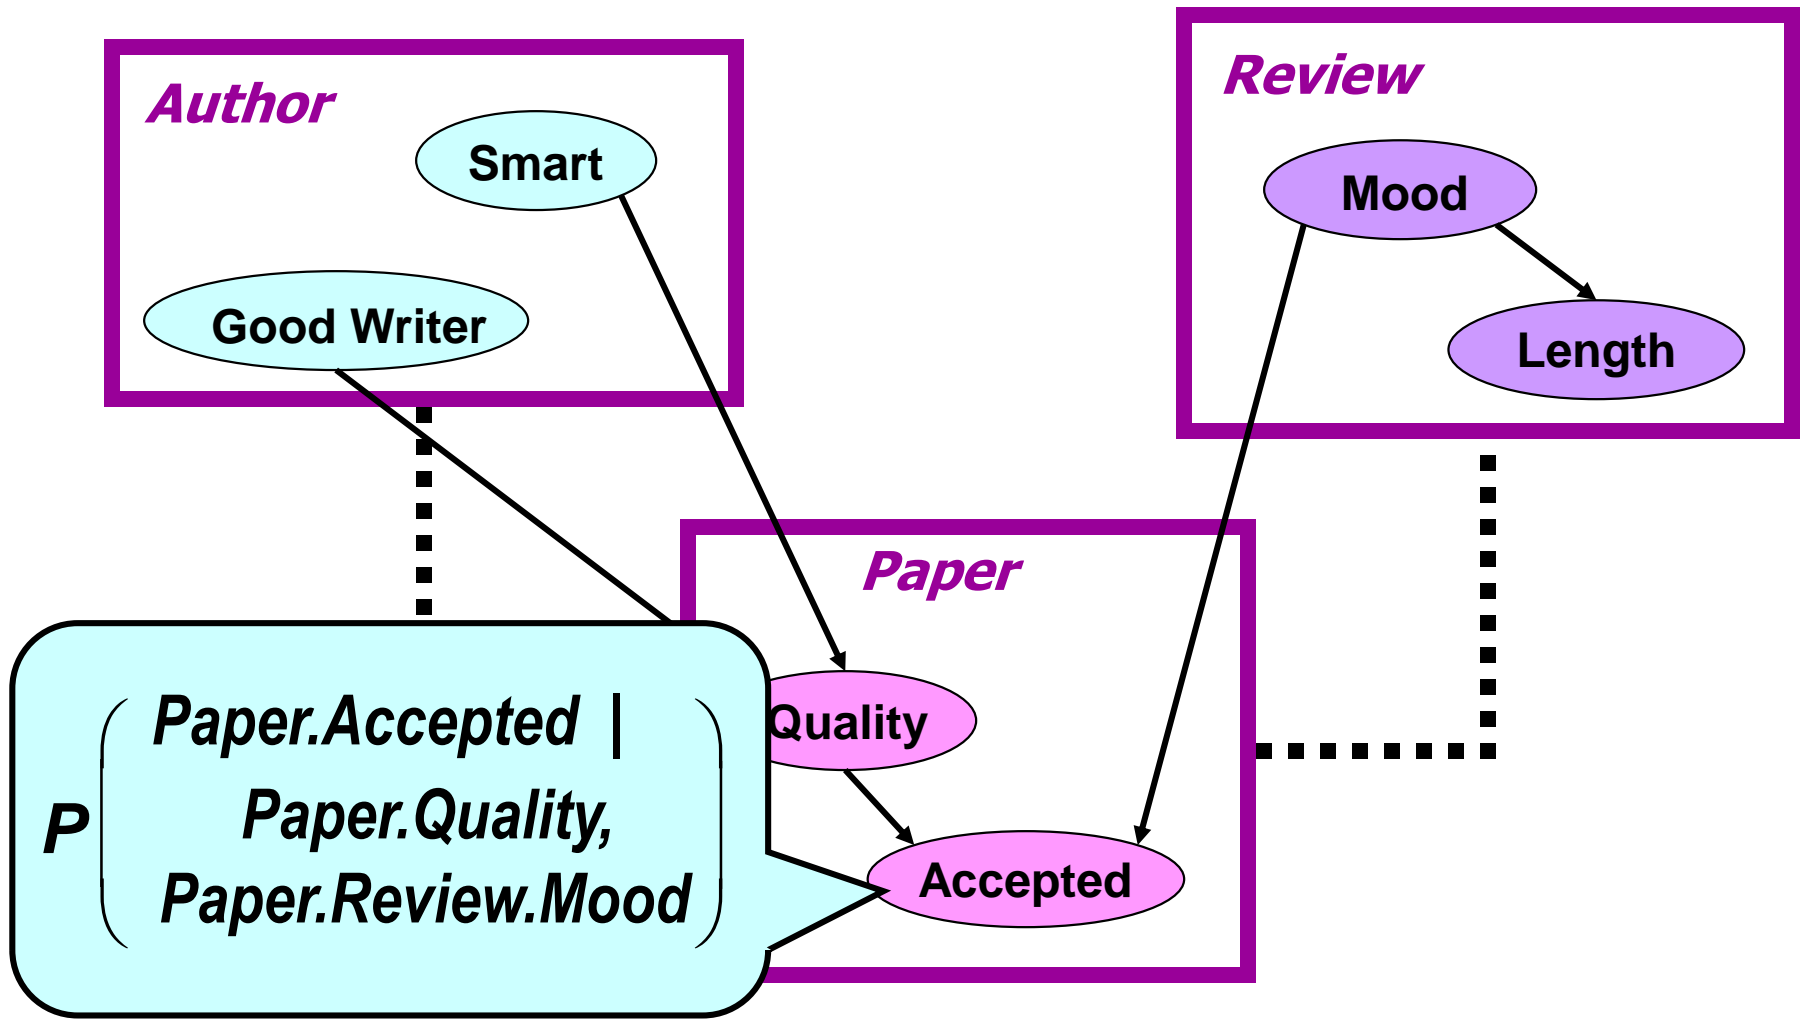 Author
Smart
Good Writer
Review
Mood
Length
Paper
Quality
Accepted
P
Paper.Accepted |
Paper.Quality,
Paper.Review.Mood